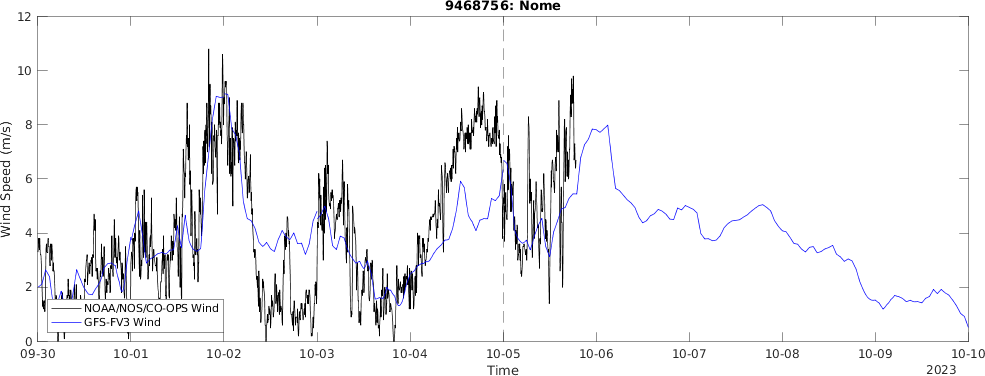 9468756: Nome
12
10
8
6
4
2
0
Wind Speed (m/s)
NOAA/NOS/CO-OPS Wind
GFS-FV3 Wind
09-30 10-01 10-02 10-03 10-04 10-05 10-06 10-07 10-08 10-09 10-10
Time
2023